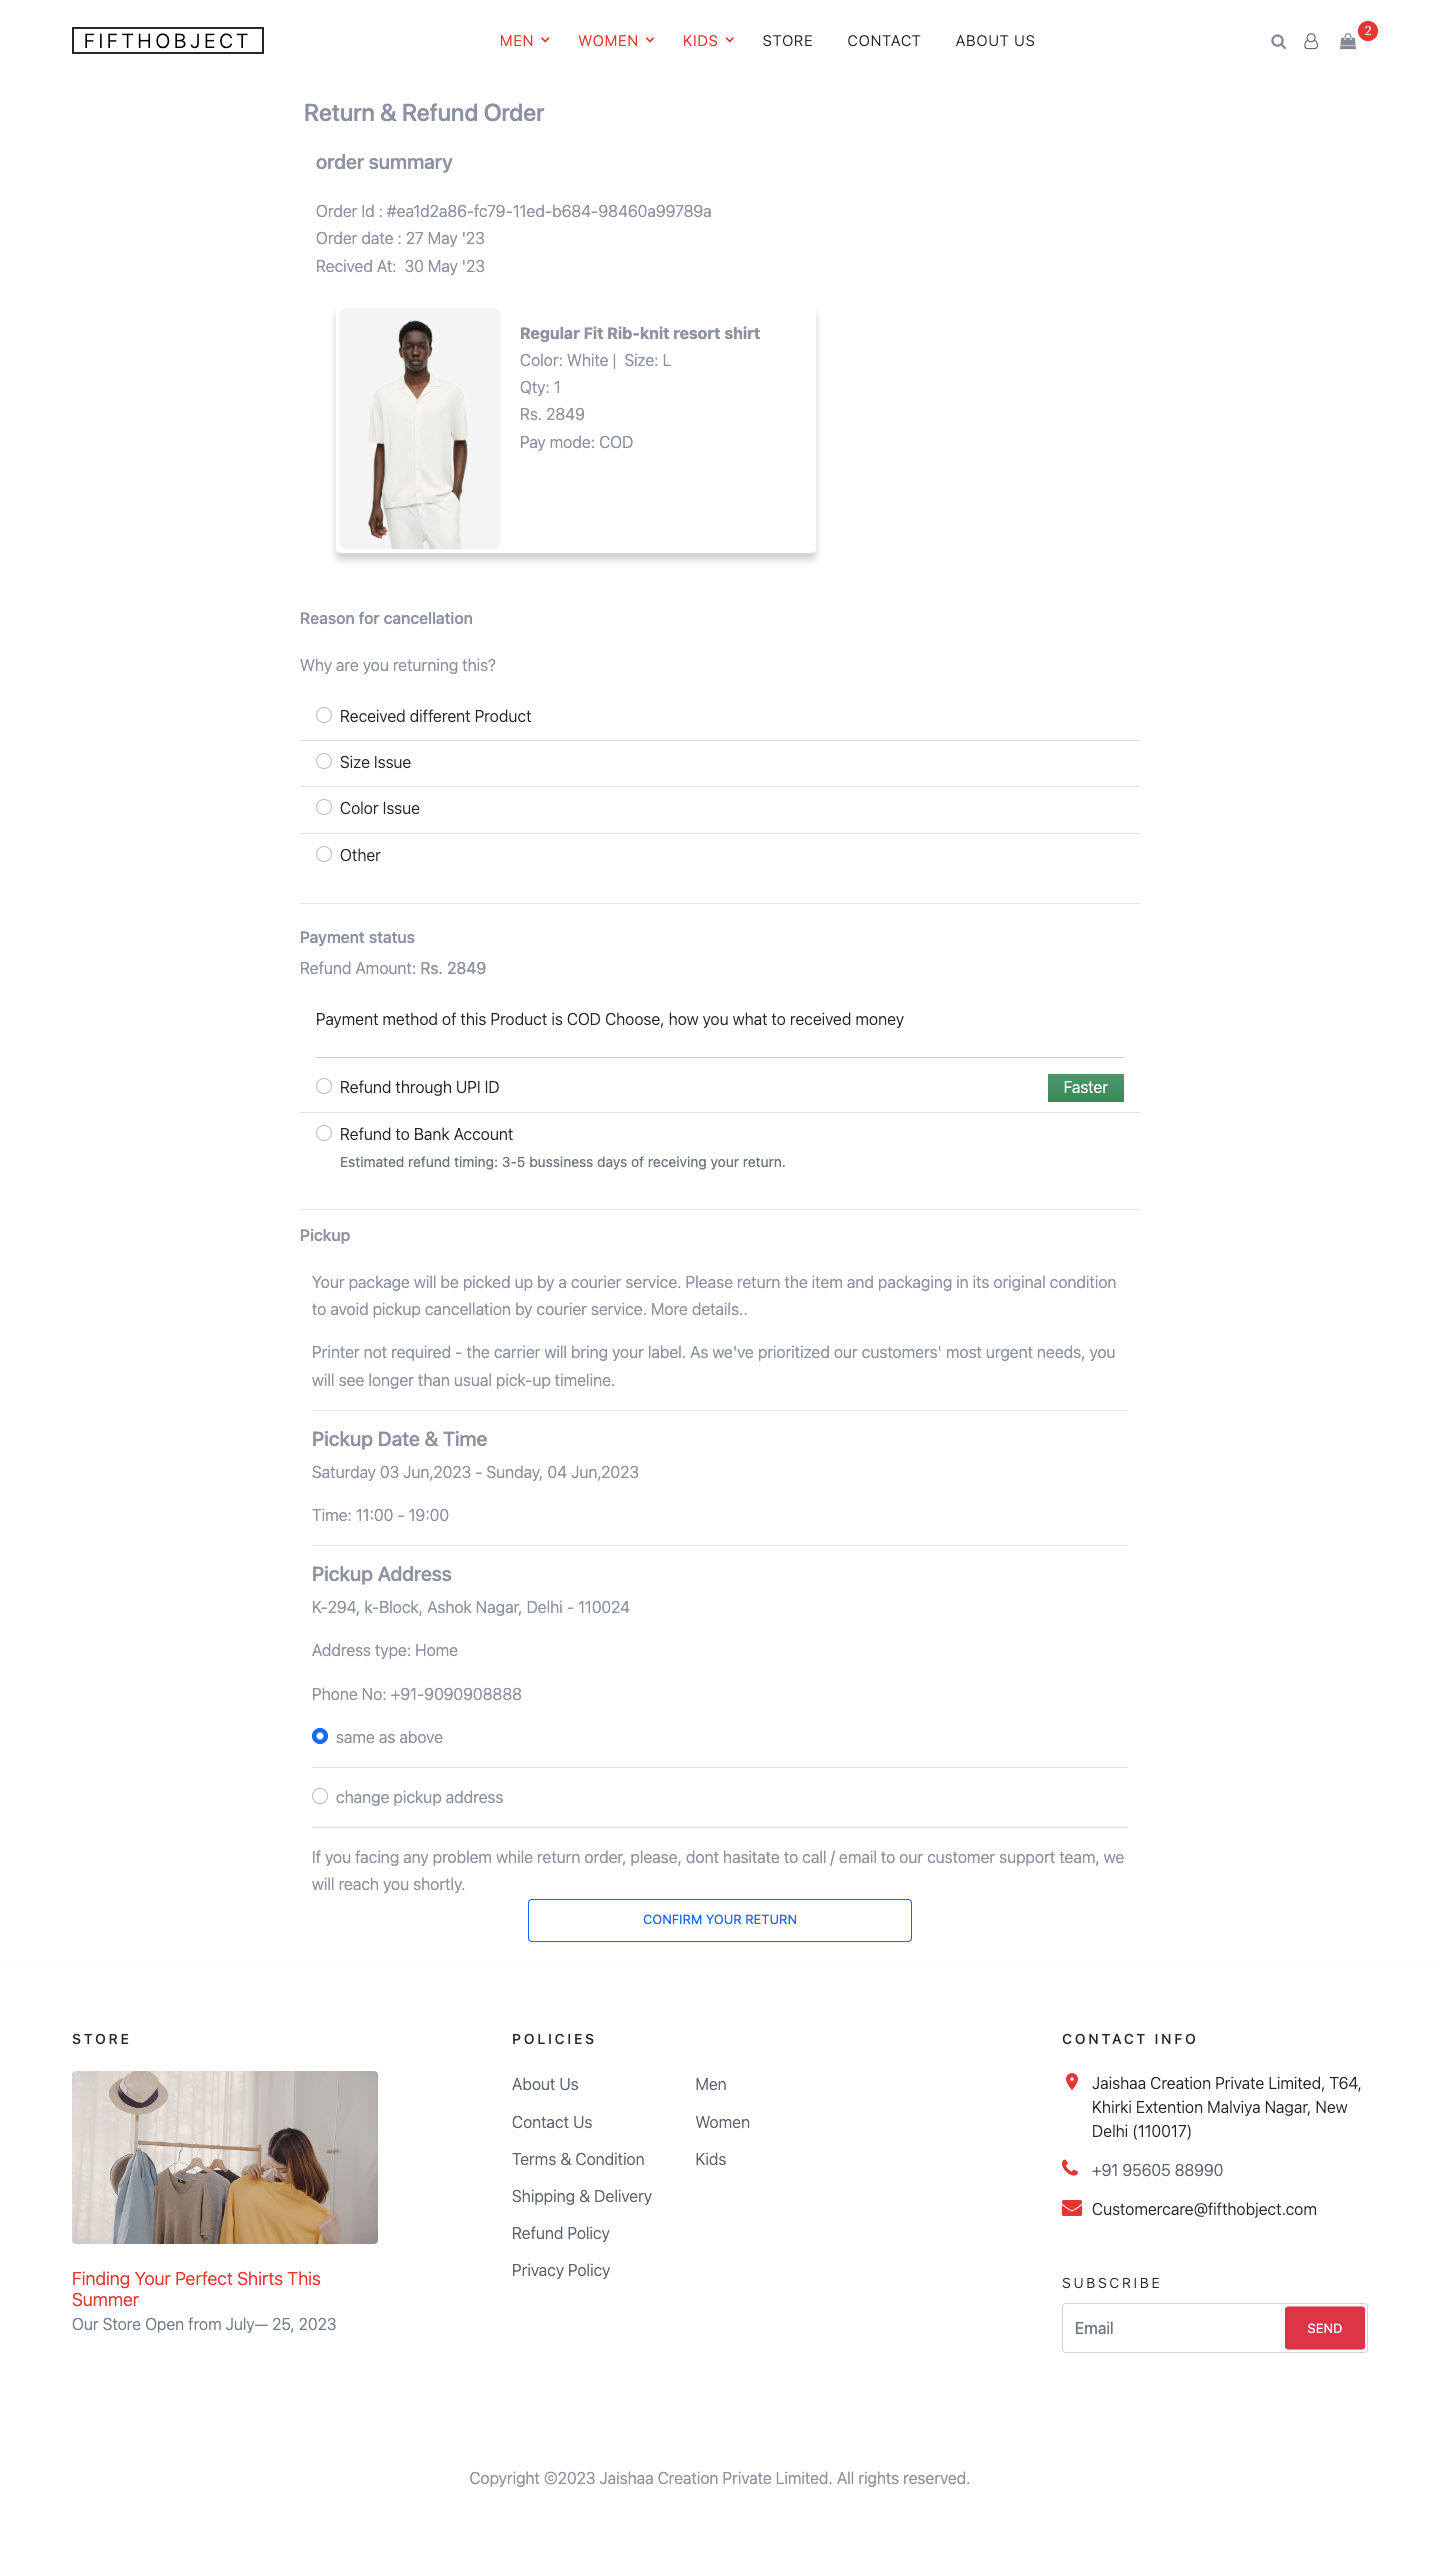 FIFTHOBJECT
MEN WOMEN KIDS STORE CONTACT ABOUT US
2
Return & Refund Order
order summary
Order Id : #ea1d2a86-fc79-11ed-b684-98460a99789a
Order date : 27 May '23
Recived At: 30 May '23
Regular Fit Rib-knit resort shirt
Color: White | Size: L
Qty: 1
Rs. 2849
Pay mode: COD
Reason for cancellation
Why are you returning this?
Received different Product
Size Issue
Color Issue
Other
Payment status
Refund Amount: Rs. 2849
Payment method of this Product is COD Choose, how you what to received money
Refund through UPI ID
Faster
Refund to Bank Account
Estimated refund timing: 3-5 bussiness days of receiving your return.
Pickup
Your package will be picked up by a courier service. Please return the item and packaging in its original condition
to avoid pickup cancellation by courier service. More details..
Printer not required - the carrier will bring your label. As we've prioritized our customers' most urgent needs, you
will see longer than usual pick-up timeline.
Pickup Date & Time
Saturday 03 Jun,2023 - Sunday, 04 Jun,2023
Time: 11:00 - 19:00
Pickup Address
K-294, k-Block, Ashok Nagar, Delhi - 110024
Address type: Home
Phone No: +91-9090908888
same as above
change pickup address
If you facing any problem while return order, please, dont hasitate to call / email to our customer support team, we
will reach you shortly.
CONFIRM YOUR RETURN
STORE
Finding Your Perfect Shirts This
Summer
Our Store Open from July— 25, 2023
POLICIES
About Us
Contact Us
Terms & Condition
Shipping & Delivery
Refund Policy
Privacy Policy
Men
Women
Kids
CONTACT INFO
Jaishaa Creation Private Limited, T64,
Khirki Extention Malviya Nagar, New
Delhi (110017)
+91 95605 88990
Customercare@fifthobject.com
SUBSCRIBE
Email
SEND
Copyright ©2023 Jaishaa Creation Private Limited. All rights reserved.